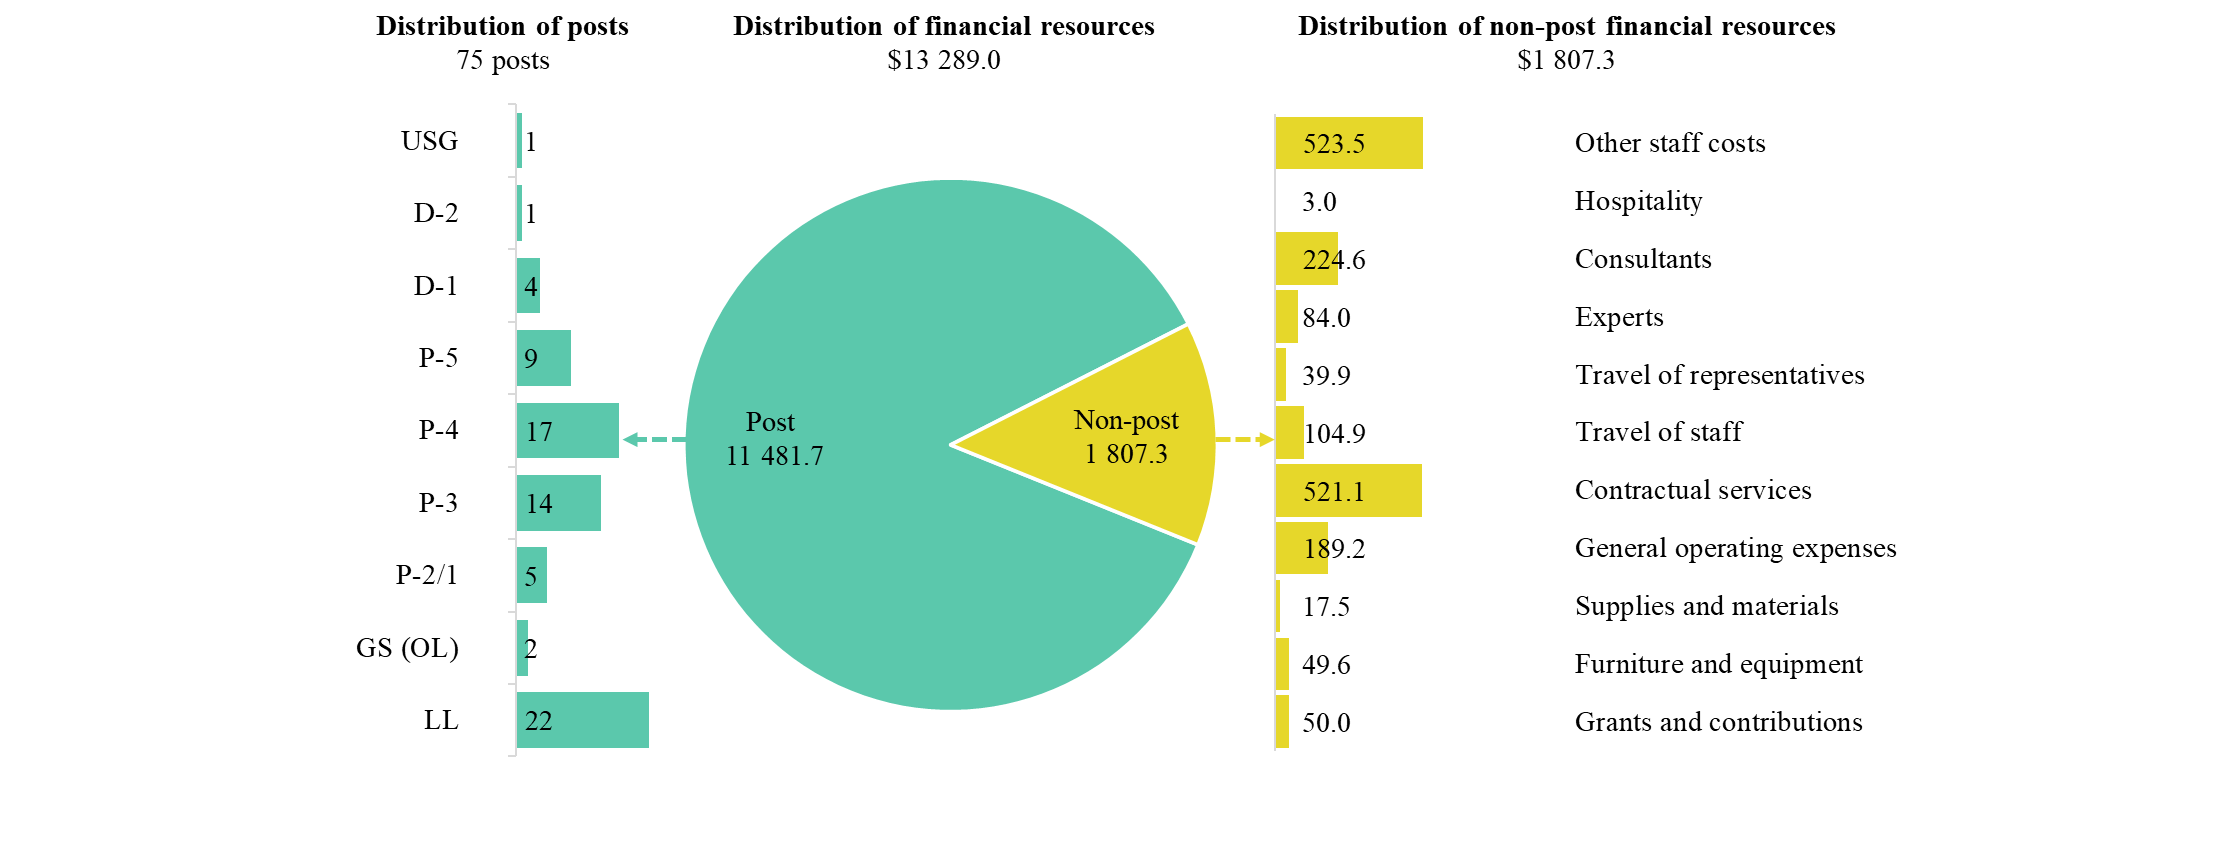 Distribution of posts
75 posts
USG 1
D-2 1
D-1 4
P-5 9
P-4 17
P-3 14
P-2/1 5
GS (OL) 2
LL 22
Distribution of financial resources
$13 289.0
Post
11 481.7
Non-post
1 807.3
Distribution of non-post financial resources
$1 807.3
523.5 Other staff costs
3.0 Hospitality
224.6 Consultants
84.0 Experts
39.9 Travel of representatives
104.9 Travel of staff
521.1 Contractual services
189.2 General operating expenses
17.5 Supplies and materials
49.6 Furniture and equipment
50.0 Grants and contributions